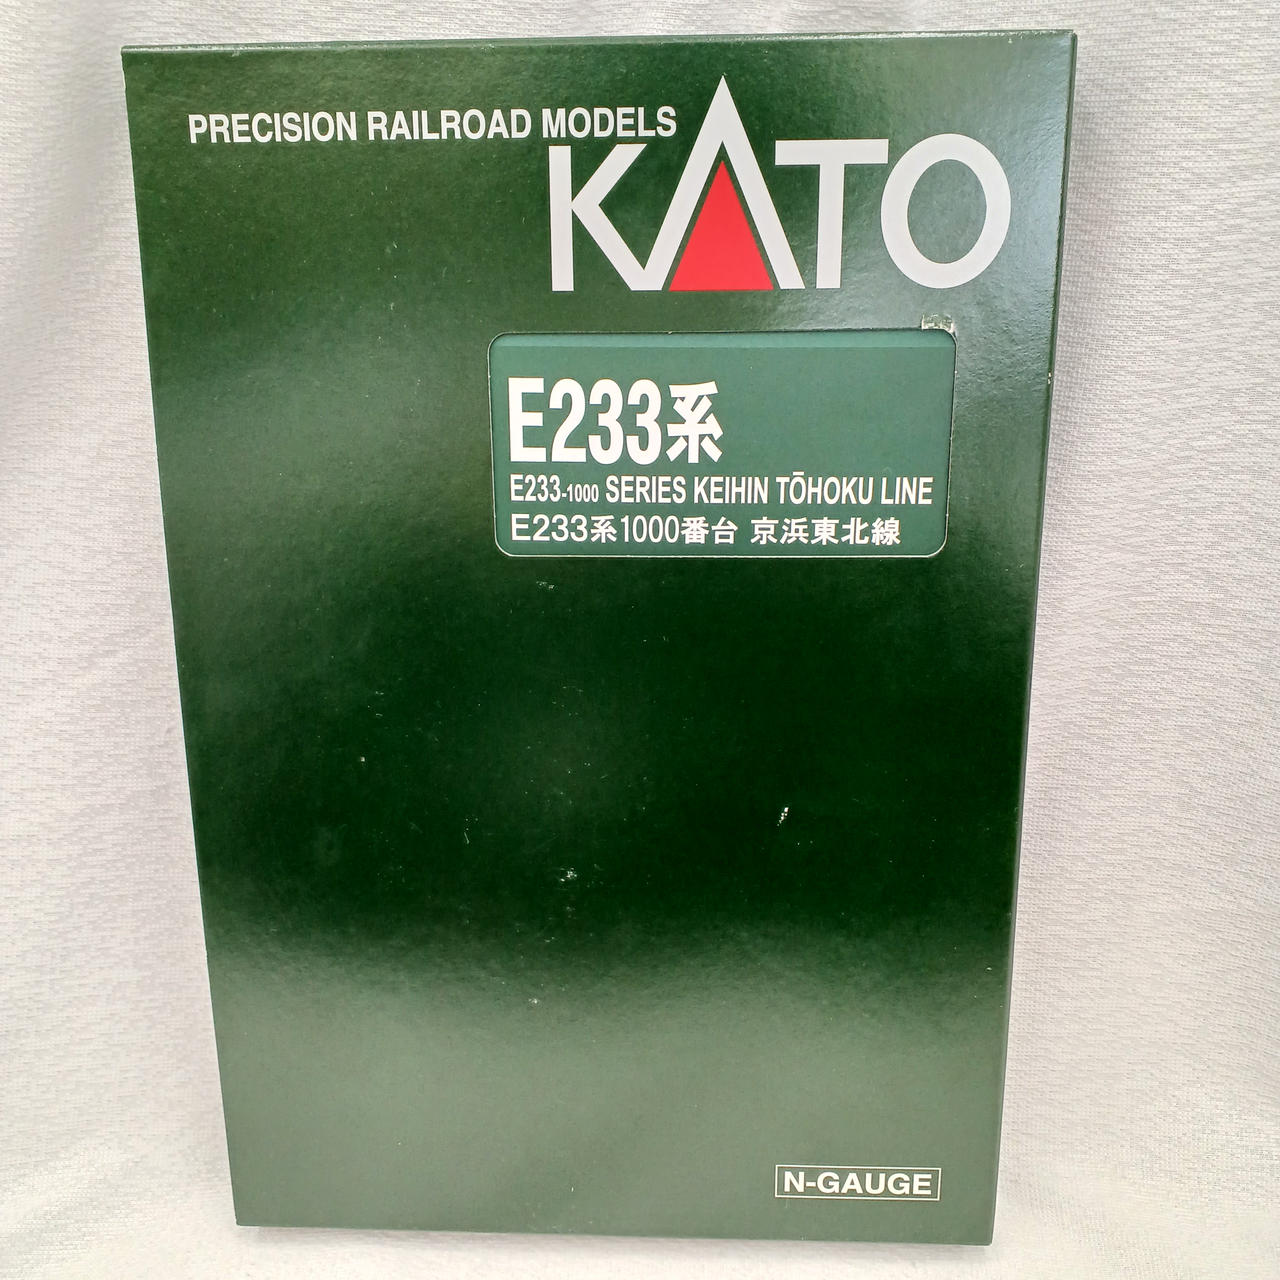 PRECISION RAILROAD MODELS
KATO
E233系
E233-1000 SERIES KEIHIN TŌHOKU LINE
E233系1000番台 京浜東北線
N-GAUGE